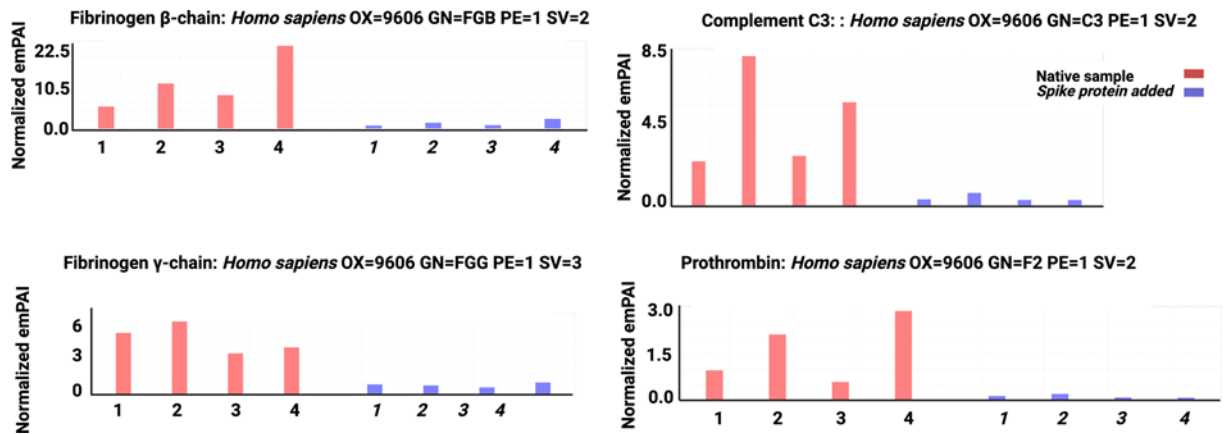 Fibrinogen β-chain: Homo sapiens OX=9606 GN=FGB PE=1 SV=2
Normalized emPAI
22.5
10.5
0.0
1 2 3 4 1 2 3 4
Complement C3: : Homo sapiens OX=9606 GN=C3 PE=1 SV=2
Normalized emPAI
8.5
4.5
0.0
Native sample
Spike protein added
Fibrinogen γ-chain: Homo sapiens OX=9606 GN=FGG PE=1 SV=3
Normalized emPAI
6
3
0
1 2 3 4 1 2 3 4
Prothrombin: Homo sapiens OX=9606 GN=F2 PE=1 SV=2
Normalized emPAI
3.0
1.5
0.0
1 2 3 4 1 2 3 4